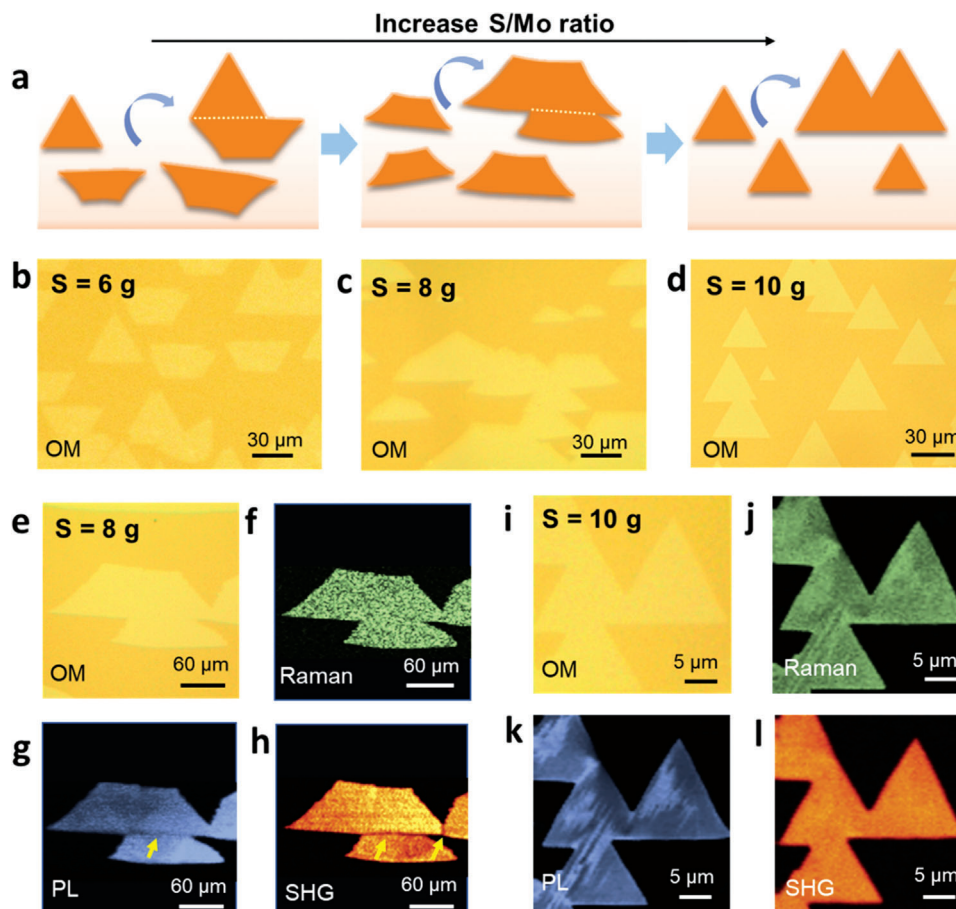 Increase S/Mo ratio
a
b
S = 6 g
OM
30 μm
c
S = 8 g
OM
30 μm
d
S = 10 g
OM
30 μm
e
S = 8 g
OM
60 μm
f
Raman
60 μm
i
S = 10 g
OM
5 μm
j
Raman
5 μm
g
PL
60 μm
h
SHG
60 μm
k
PL
5 μm
l
SHG
5 μm